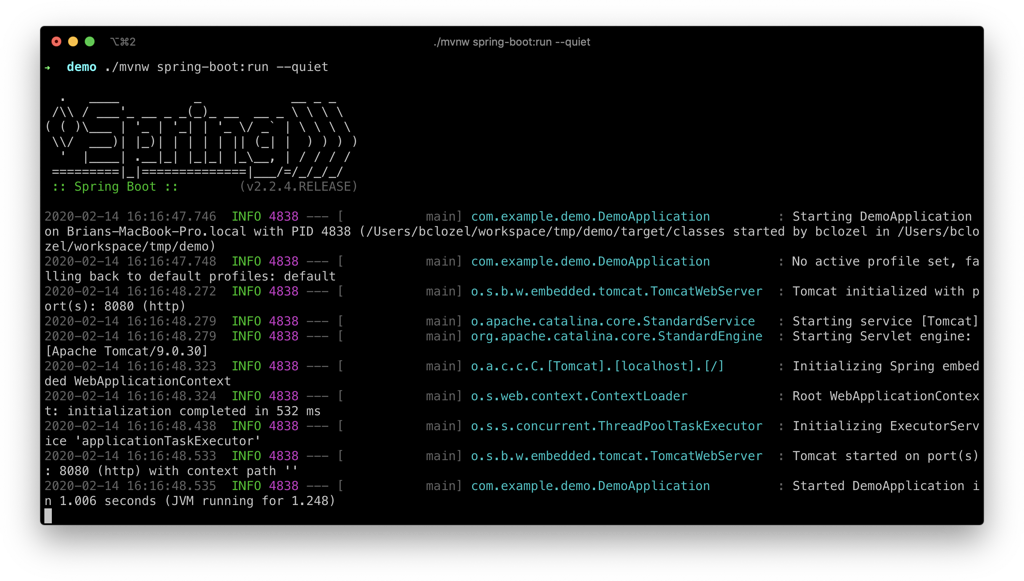 ⌥⌘2 ./mvnw spring-boot:run --quiet
→ demo ./mvnw spring-boot:run --quiet
  .   ____          _            __ _ _
 /\\ / ___'_ __ _ _(_)_ __  __ _ \ \ \ \
( ( )\___ | '_ | '_| | '_ \/ _` | \ \ \ \
 \\/  ___)| |_)| | | | | || (_| |  ) ) ) )
  '  |____| .__|_| |_|_| |_\__, | / / / /
 =========|_|==============|___/=/_/_/_/
 :: Spring Boot ::        (v2.2.4.RELEASE)
2020-02-14 16:16:47.746  INFO 4838 --- [           main] com.example.demo.DemoApplication         : Starting DemoApplication
on Brians-MacBook-Pro.local with PID 4838 (/Users/bclozel/workspace/tmp/demo/target/classes started by bclozel in /Users/bclo
zel/workspace/tmp/demo)
2020-02-14 16:16:47.748  INFO 4838 --- [           main] com.example.demo.DemoApplication         : No active profile set, fa
lling back to default profiles: default
2020-02-14 16:16:48.272  INFO 4838 --- [           main] o.s.b.w.embedded.tomcat.TomcatWebServer  : Tomcat initialized with p
ort(s): 8080 (http)
2020-02-14 16:16:48.279  INFO 4838 --- [           main] o.apache.catalina.core.StandardService   : Starting service [Tomcat]
2020-02-14 16:16:48.279  INFO 4838 --- [           main] org.apache.catalina.core.StandardEngine  : Starting Servlet engine:
[Apache Tomcat/9.0.30]
2020-02-14 16:16:48.323  INFO 4838 --- [           main] o.a.c.c.C.[Tomcat].[localhost].[/]       : Initializing Spring embed
ded WebApplicationContext
2020-02-14 16:16:48.324  INFO 4838 --- [           main] o.s.web.context.ContextLoader            : Root WebApplicationContex
t: initialization completed in 532 ms
2020-02-14 16:16:48.438  INFO 4838 --- [           main] o.s.s.concurrent.ThreadPoolTaskExecutor  : Initializing ExecutorServ
ice 'applicationTaskExecutor'
2020-02-14 16:16:48.533  INFO 4838 --- [           main] o.s.b.w.embedded.tomcat.TomcatWebServer  : Tomcat started on port(s)
: 8080 (http) with context path ''
2020-02-14 16:16:48.535  INFO 4838 --- [           main] com.example.demo.DemoApplication         : Started DemoApplication i
n 1.006 seconds (JVM running for 1.248)